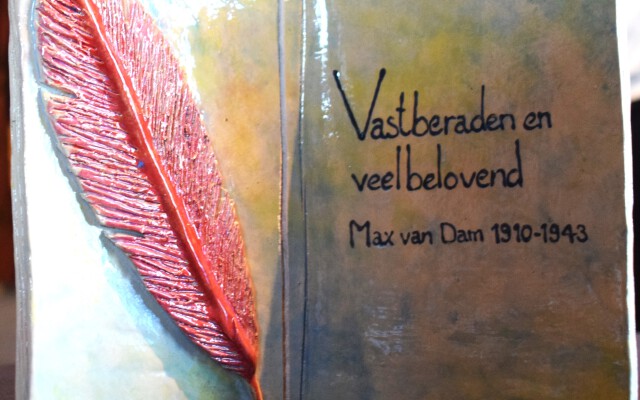 Vastberaden en
veelbelovend
Max van Dam 1910-1943